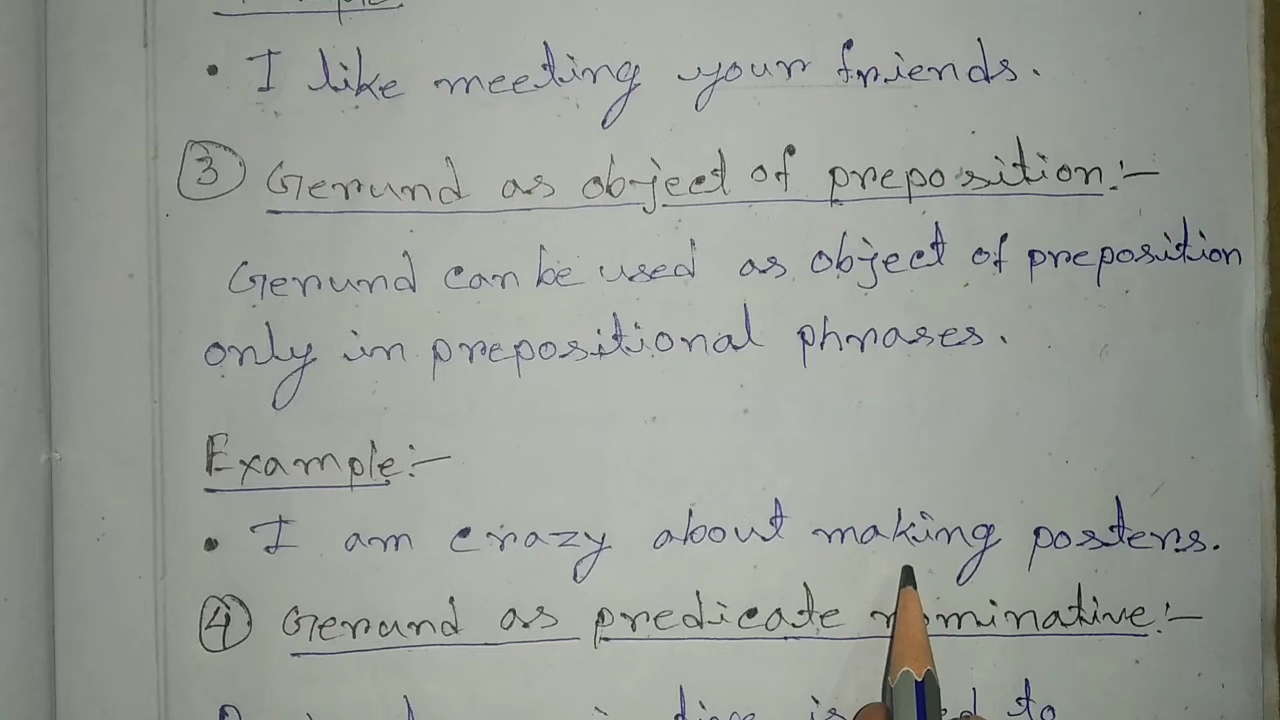 • I like meeting your friends.
③ Gerund as object of preposition:-
Gerund can be used as object of preposition
only in prepositional phrases.
Example:-
• I am crazy about making posters.
④ Gerund as predicate nominative:-
to